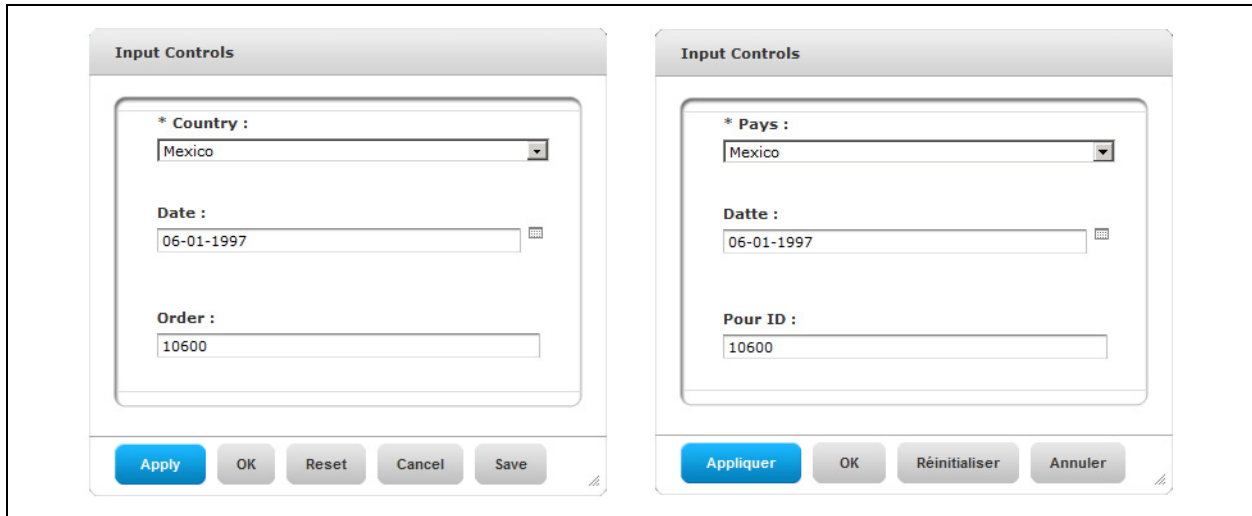 Input Controls
* Country :
Mexico
Date :
06-01-1997
Order :
10600
Apply OK Reset Cancel Save
Input Controls
* Pays :
Mexico
Datte :
06-01-1997
Pour ID :
10600
Appliquer OK Réinitialiser Annuler